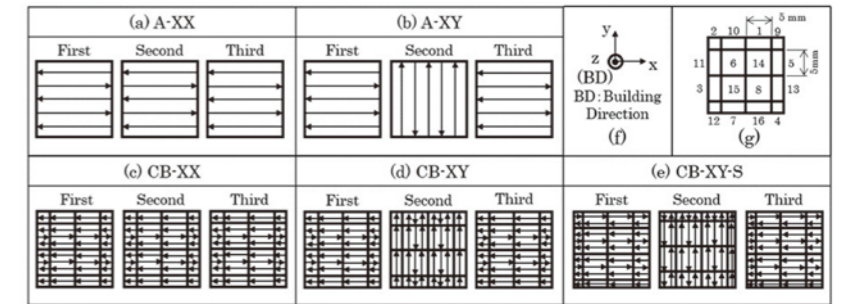 (a) A-XX
First Second Third
(b) A-XY
First Second Third
y
z x
(BD)
BD:Building
Direction
(f)
5 mm
2 10 1 9
11 6 14 5 5mm
3 15 8 13
12 7 16 4
(g)
(c) CB-XX
First Second Third
(d) CB-XY
First Second Third
(e) CB-XY-S
First Second Third